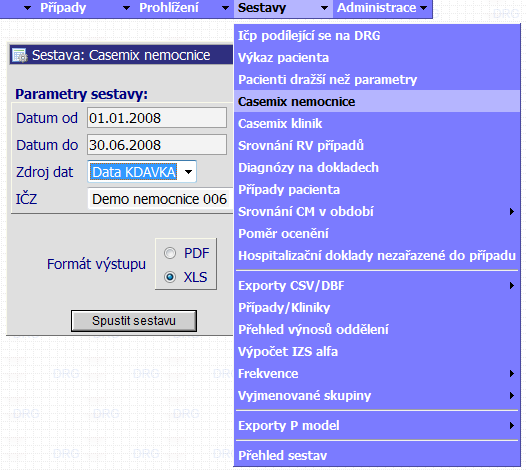 Případy Prohlížení Sestavy Administrace
Sestava: Casemix nemocnice
Parametry sestavy:
Datum od 01.01.2008
Datum do 30.06.2008
Zdroj dat Data KDAVKA
IČZ Demo nemocnice 006
Formát výstupu
PDF
XLS
Spustit sestavu
Ičp podílející se na DRG
Výkaz pacienta
Pacienti dražší než parametry
Casemix nemocnice
Casemix klinik
Srovnání RV případů
Diagnózy na dokladech
Případy pacienta
Srovnání CM v období
Poměr ocenění
Hospitalizační doklady nezařazené do případu
Exporty CSV/DBF
Případy/Kliniky
Přehled výnosů oddělení
Výpočet IZS alfa
Frekvence
Vyjmenované skupiny
Exporty P model
Přehled sestav
DRG
DRG
DRG
DRG